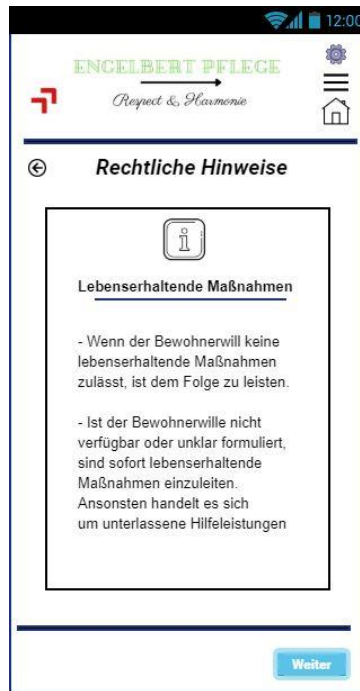 12:00
ENGELBERT PFLEGE
Respect & Harmonie
Rechtliche Hinweise
Lebenserhaltende Maßnahmen
- Wenn der Bewohnerwill keine
lebenserhaltende Maßnahmen
zulässt, ist dem Folge zu leisten.
- Ist der Bewohnerwille nicht
verfügbar oder unklar formuliert,
sind sofort lebenserhaltende
Maßnahmen einzuleiten.
Ansonsten handelt es sich
um unterlassene Hilfeleistungen
Weiter